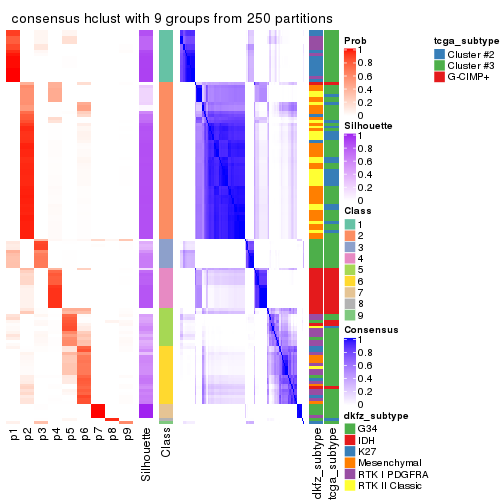 consensus hclust with 9 groups from 250 partitions
p1
p2
p3
p4
p5
p6
p7
p8
p9
Silhouette
Class
dkfz_subtype
tcga_subtype
Prob
1
0.8
0.6
0.4
0.2
0
Silhouette
1
0.8
0.6
0.4
0.2
0
Class
1
2
3
4
5
6
7
8
9
Consensus
1
0.8
0.6
0.4
0.2
0
dkfz_subtype
G34
IDH
K27
Mesenchymal
RTK I PDGFRA
RTK II Classic
tcga_subtype
Cluster #2
Cluster #3
G-CIMP+